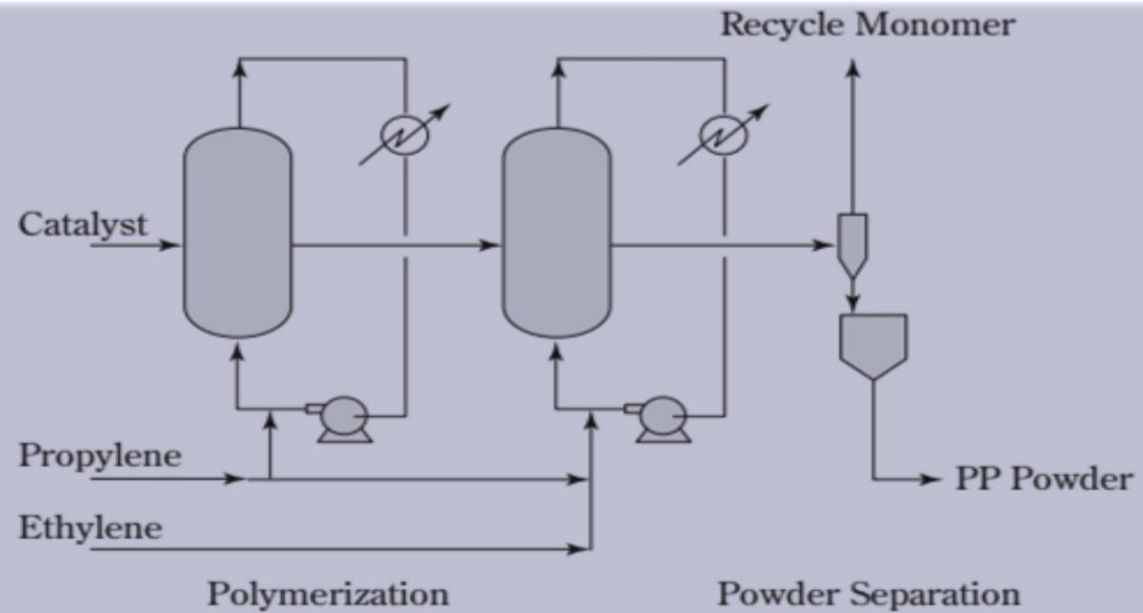 Recycle Monomer
Catalyst
Propylene
PP Powder
Ethylene
Polymerization
Powder Separation